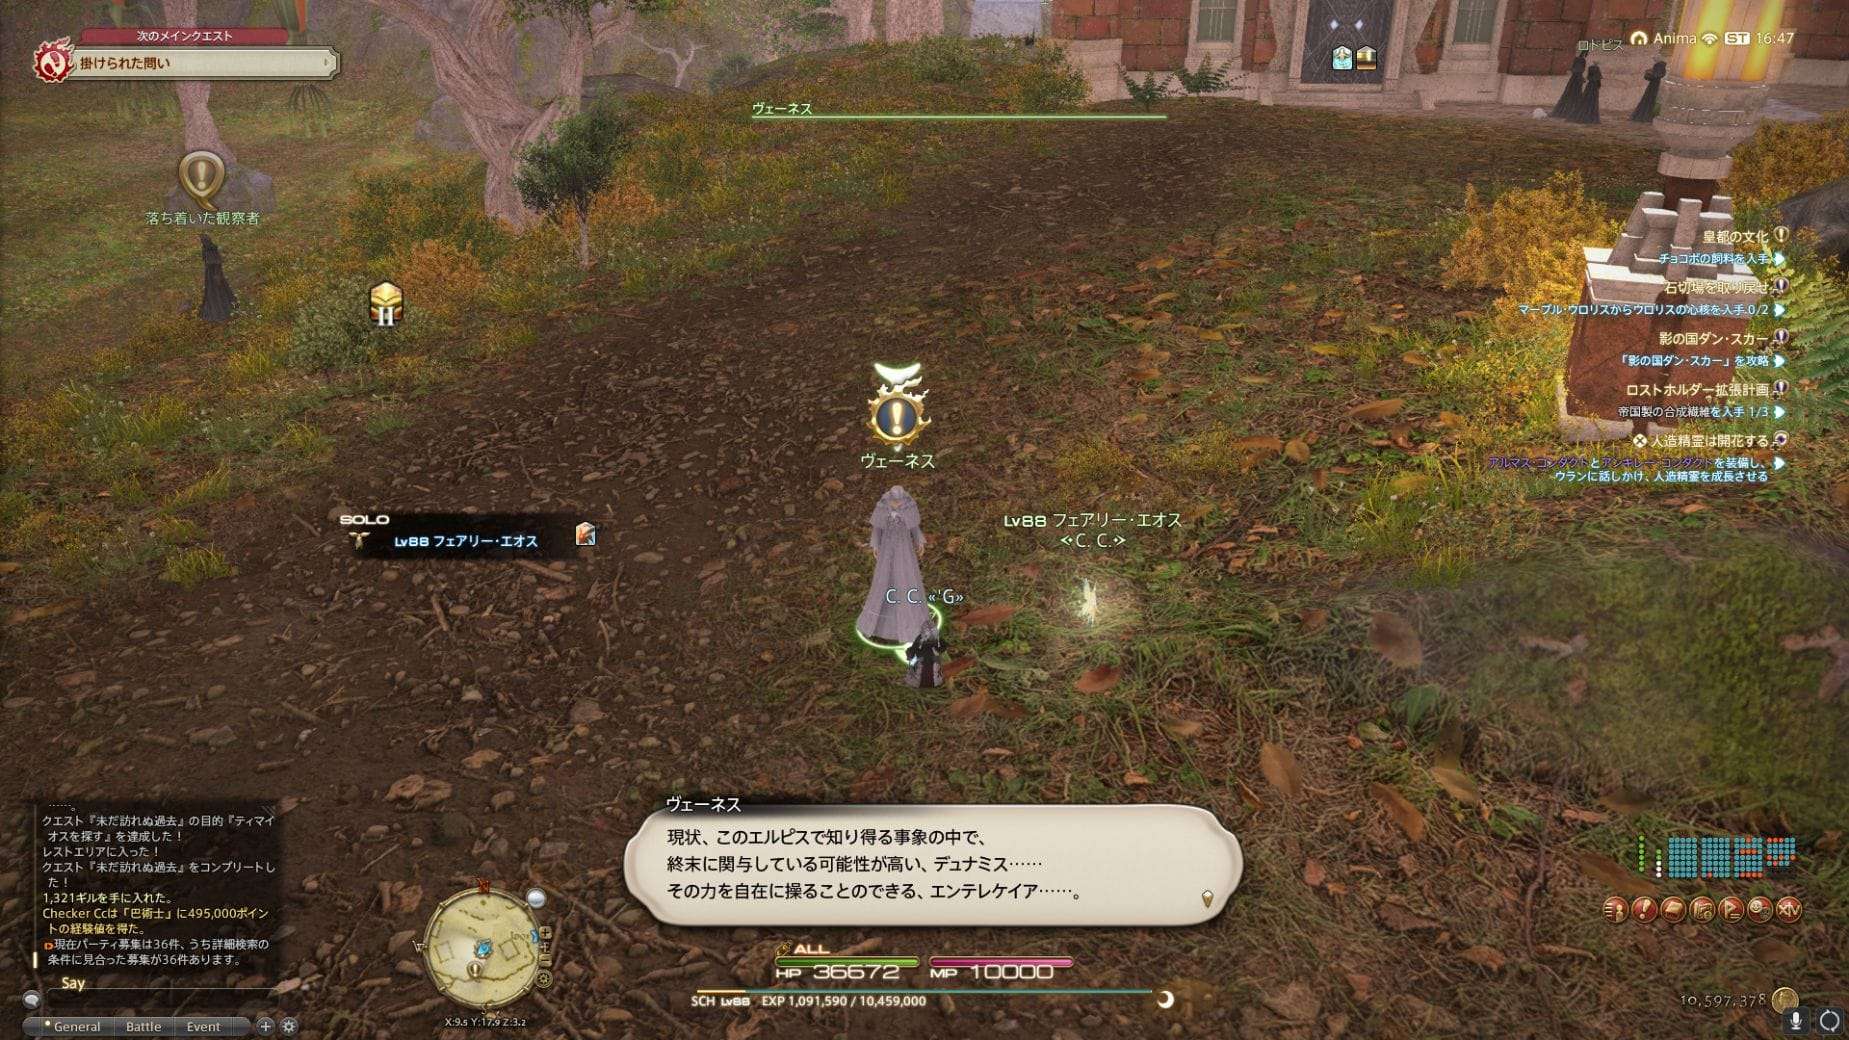 次のメインクエスト
掛けられた問い
ヴェーネス
ロドピス
Anima ST 16:47
落ち着いた観察者
皇都の文化
チョコボの飼料を入手
石切場を取り戻せ
マーブル・ウロリスからウロリスの心核を入手 0/2
影の国ダン・スカー
「影の国ダン・スカー」を攻略
ロストホルダー拡張計画
帝国製の合成繊維を入手 1/3
人造精霊は開花する
アルマス・コンダクトとアンキレー・コンダクトを装備し、
ウランに話しかけ、人造精霊を成長させる
ヴェーネス
SOLO
Lv88 フェアリー・エオス
Lv88 フェアリー・エオス
<C. C.>
C. C. «'G»
ヴェーネス
現状、このエルピスで知り得る事象の中で、
終末に関与している可能性が高い、デュナミス……
その力を自在に操ることのできる、エンテレケイア……。
……。
クエスト『未だ訪れぬ過去』の目的『ティマイ
オスを探す』を達成した！
レストエリアに入った！
クエスト『未だ訪れぬ過去』をコンプリートし
た！
1,321ギルを手に入れた。
Checker Ccは「巴術士」に495,000ポイン
トの経験値を得た。
現在パーティ募集は36件、うち詳細検索の
条件に見合った募集が36件あります。
Say
General Battle Event
X:9.5 Y:17.9 Z:3.2
ALL
HP 36672 MP 10000
SCH Lv88 EXP 1,091,590 / 10,459,000
XIV
10,597,378